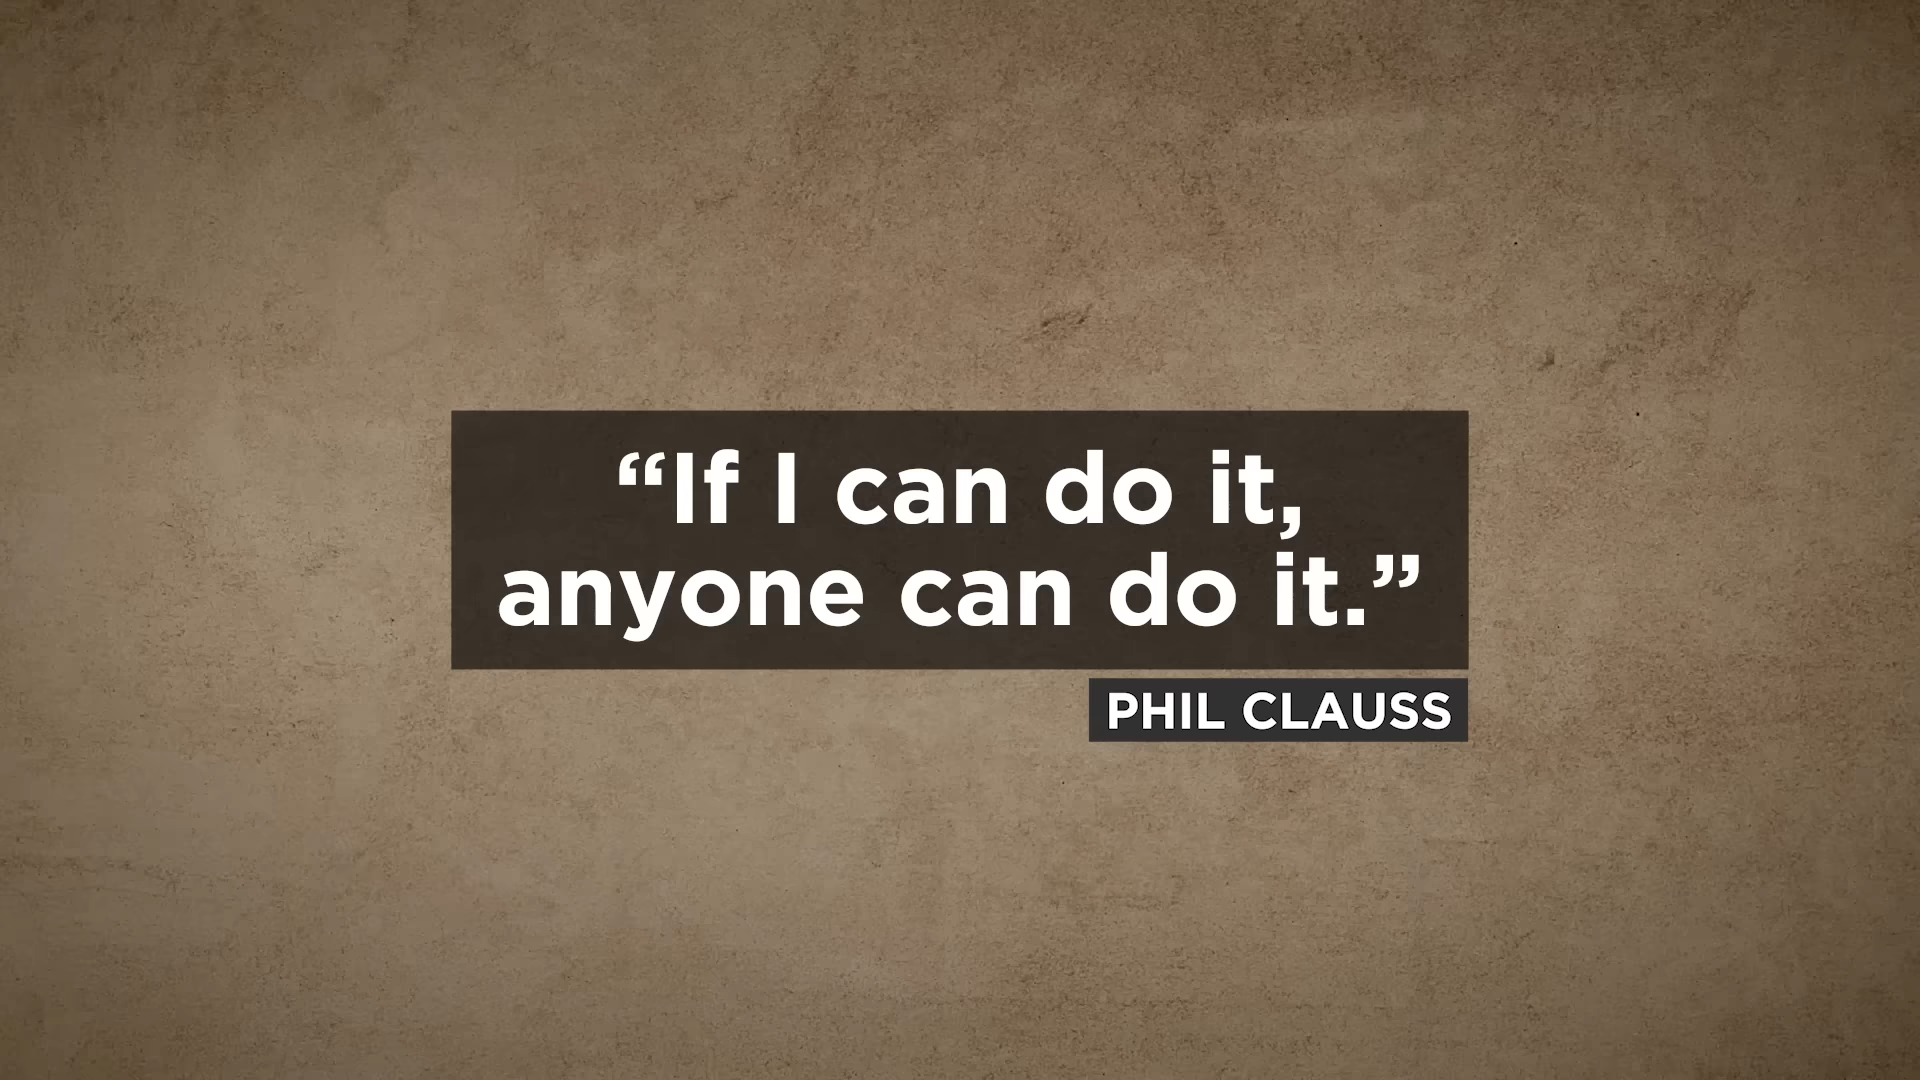 “If I can do it,
anyone can do it.”
PHIL CLAUSS